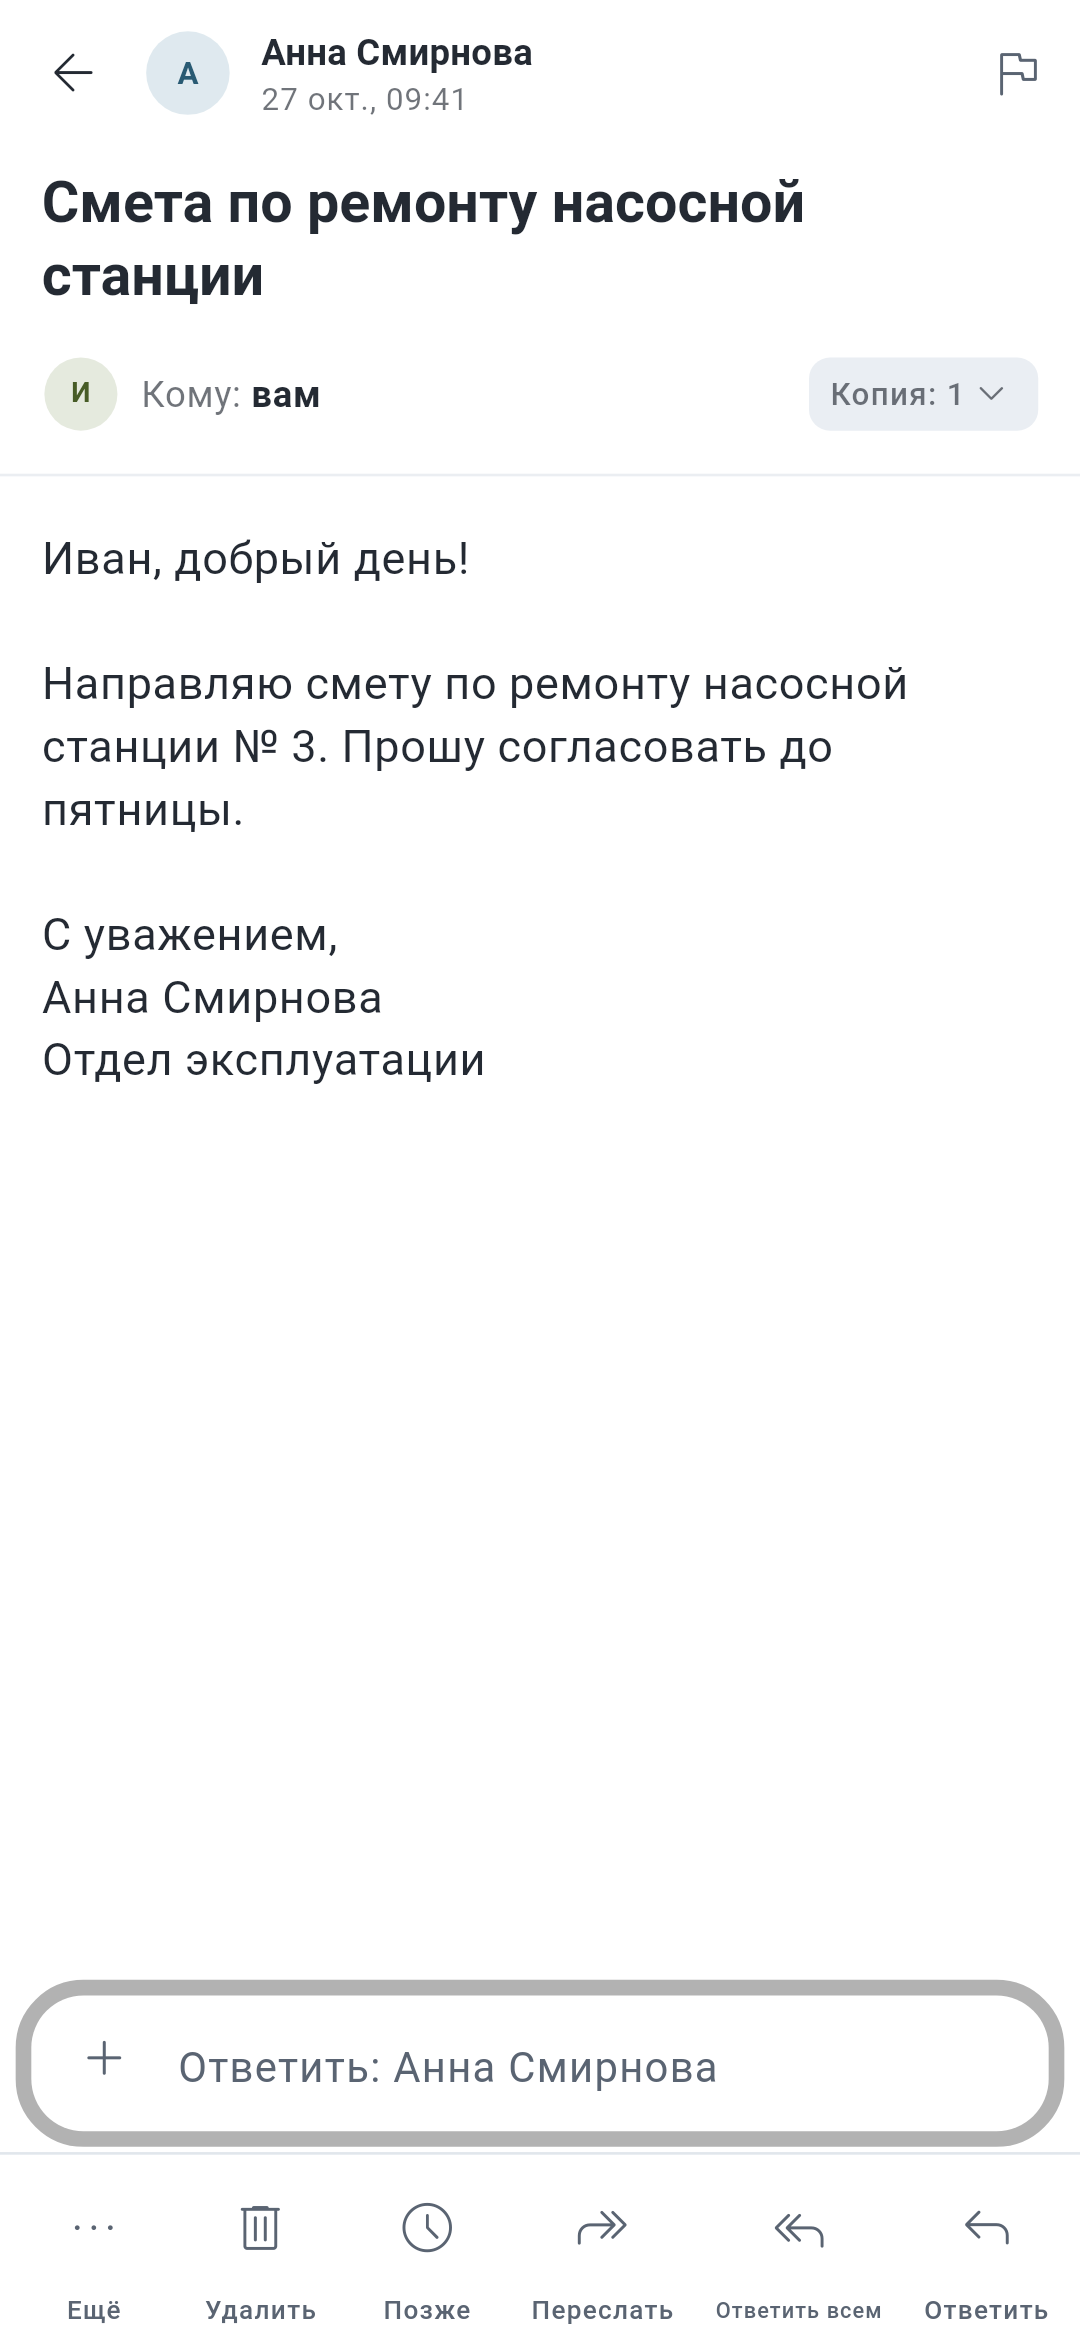 А
Анна Смирнова
27 окт., 09:41
Смета по ремонту насосной
станции
И
Кому: вам
Копия: 1
Иван, добрый день!
Направляю смету по ремонту насосной
станции № 3. Прошу согласовать до
пятницы.
С уважением,
Анна Смирнова
Отдел эксплуатации
Ответить: Анна Смирнова
Ещё
Удалить
Позже
Переслать
Ответить всем
Ответить